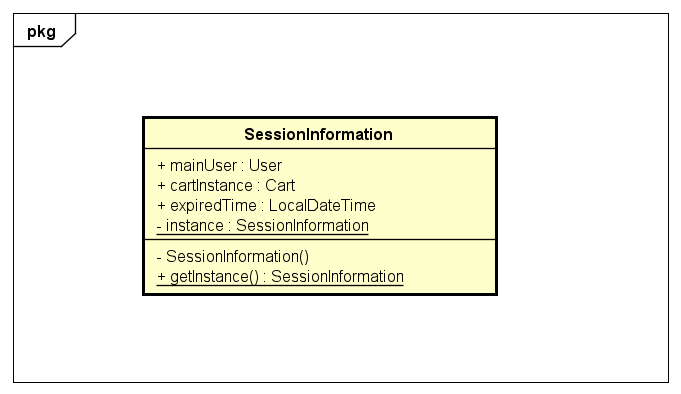 pkg
SessionInformation
+ mainUser : User
+ cartInstance : Cart
+ expiredTime : LocalDateTime
- instance : SessionInformation
- SessionInformation()
+ getInstance() : SessionInformation